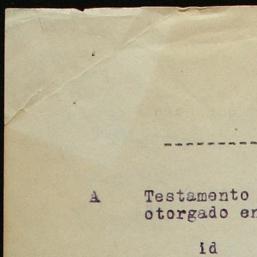 ----------
A Testamento
otorgado en
id